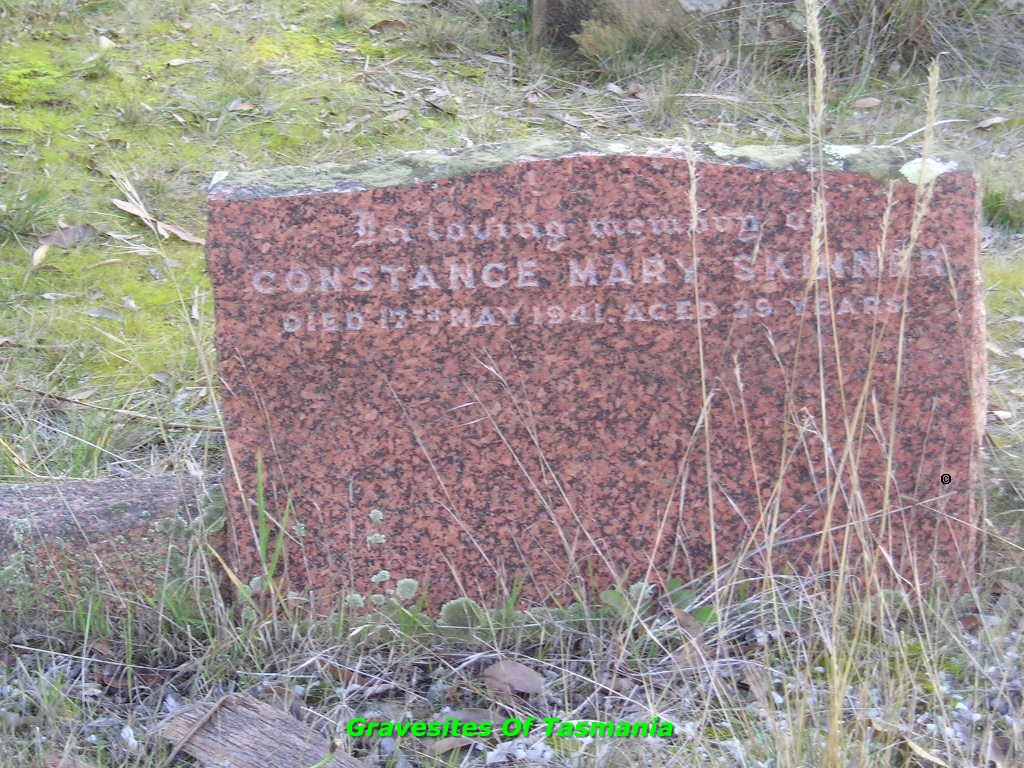 In loving memory of
CONSTANCE MARY SKINNER
DIED 17TH MAY 1941. AGED 29 YEARS
©
Gravesites Of Tasmania